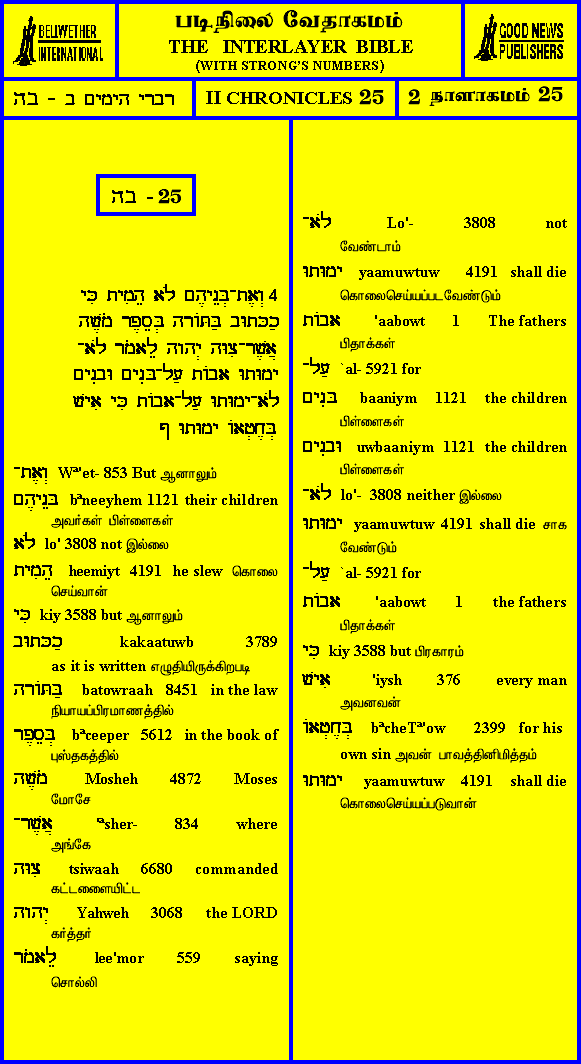 BELLWETHER
INTERNATIONAL
படிநிலை வேதாகமம்
THE INTERLAYER BIBLE
(WITH STRONG'S NUMBERS)
GOOD NEWS
PUBLISHERS
רברי הימים ב - בה
II CHRONICLES 25
2 நாளாகமம் 25
בה - 25
4 וְאֶת־בְּנֵיהֶם לֹא הֵמִית כִּי
כַכָּתוּב בַּתּוֹרָה בְּסֵפֶר מֹשֶׁה
אֲשֶׁר־צִוָּה יְהוָה לֵאמֹר לֹא־
יָמוּתוּ אָבוֹת עַל־בָּנִים וּבָנִים
לֹא־יָמוּתוּ עַל־אָבוֹת כִּי אִישׁ
בְּחֶטְאוֹ יָמוּתוּ ף
וְאֶת־ Wª'et- 853 But ஆனாலும்
בְּנֵיהֶם bªneeyhem 1121 their children
அவர்கள் பிள்ளைகள்
לֹא lo' 3808 not இல்லை
הֵמִית heemiyt 4191 he slew கொலை
செய்வான்
כִּי kiy 3588 but ஆனாலும்
כַכָּתוּב kakaatuwb 3789
as it is written எழுதியிருக்கிறபடி
בַּתּוֹרָה batowraah 8451 in the law
நியாயப்பிரமாணத்தில்
בְּסֵפֶר bªceeper 5612 in the book of
புஸ்தகத்தில்
מֹשֶׁה Mosheh 4872 Moses
மோசே
אֲשֶׁר־ ªsher- 834 where
அங்கே
צִוָּה tsiwaah 6680 commanded
கட்டளையிட்ட
יְהוָה Yahweh 3068 the LORD
கர்த்தர்
לֵאמֹר lee'mor 559 saying
சொல்லி
לֹא־ Lo'- 3808 not
வேண்டாம்
יָמוּתוּ yaamuwtuw 4191 shall die
கொலைசெய்யப்படவேண்டும்
אָבוֹת 'aabowt 1 The fathers
பிதாக்கள்
עַל־ `al- 5921 for
בָּנִים baaniym 1121 the children
பிள்ளைகள்
וּבָנִים uwbaaniym 1121 the children
பிள்ளைகள்
לֹא־ lo'- 3808 neither இல்லை
יָמוּתוּ yaamuwtuw 4191 shall die சாக
வேண்டும்
עַל־ `al- 5921 for
אָבוֹת 'aabowt 1 the fathers
பிதாக்கள்
כִּי kiy 3588 but பிரகாரம்
אִישׁ 'iysh 376 every man
அவனவன்
בְּחֶטְאוֹ bªcheTª'ow 2399 for his
own sin அவன் பாவத்தினிமித்தம்
יָמוּתוּ yaamuwtuw 4191 shall die
கொலைசெய்யப்படுவான்